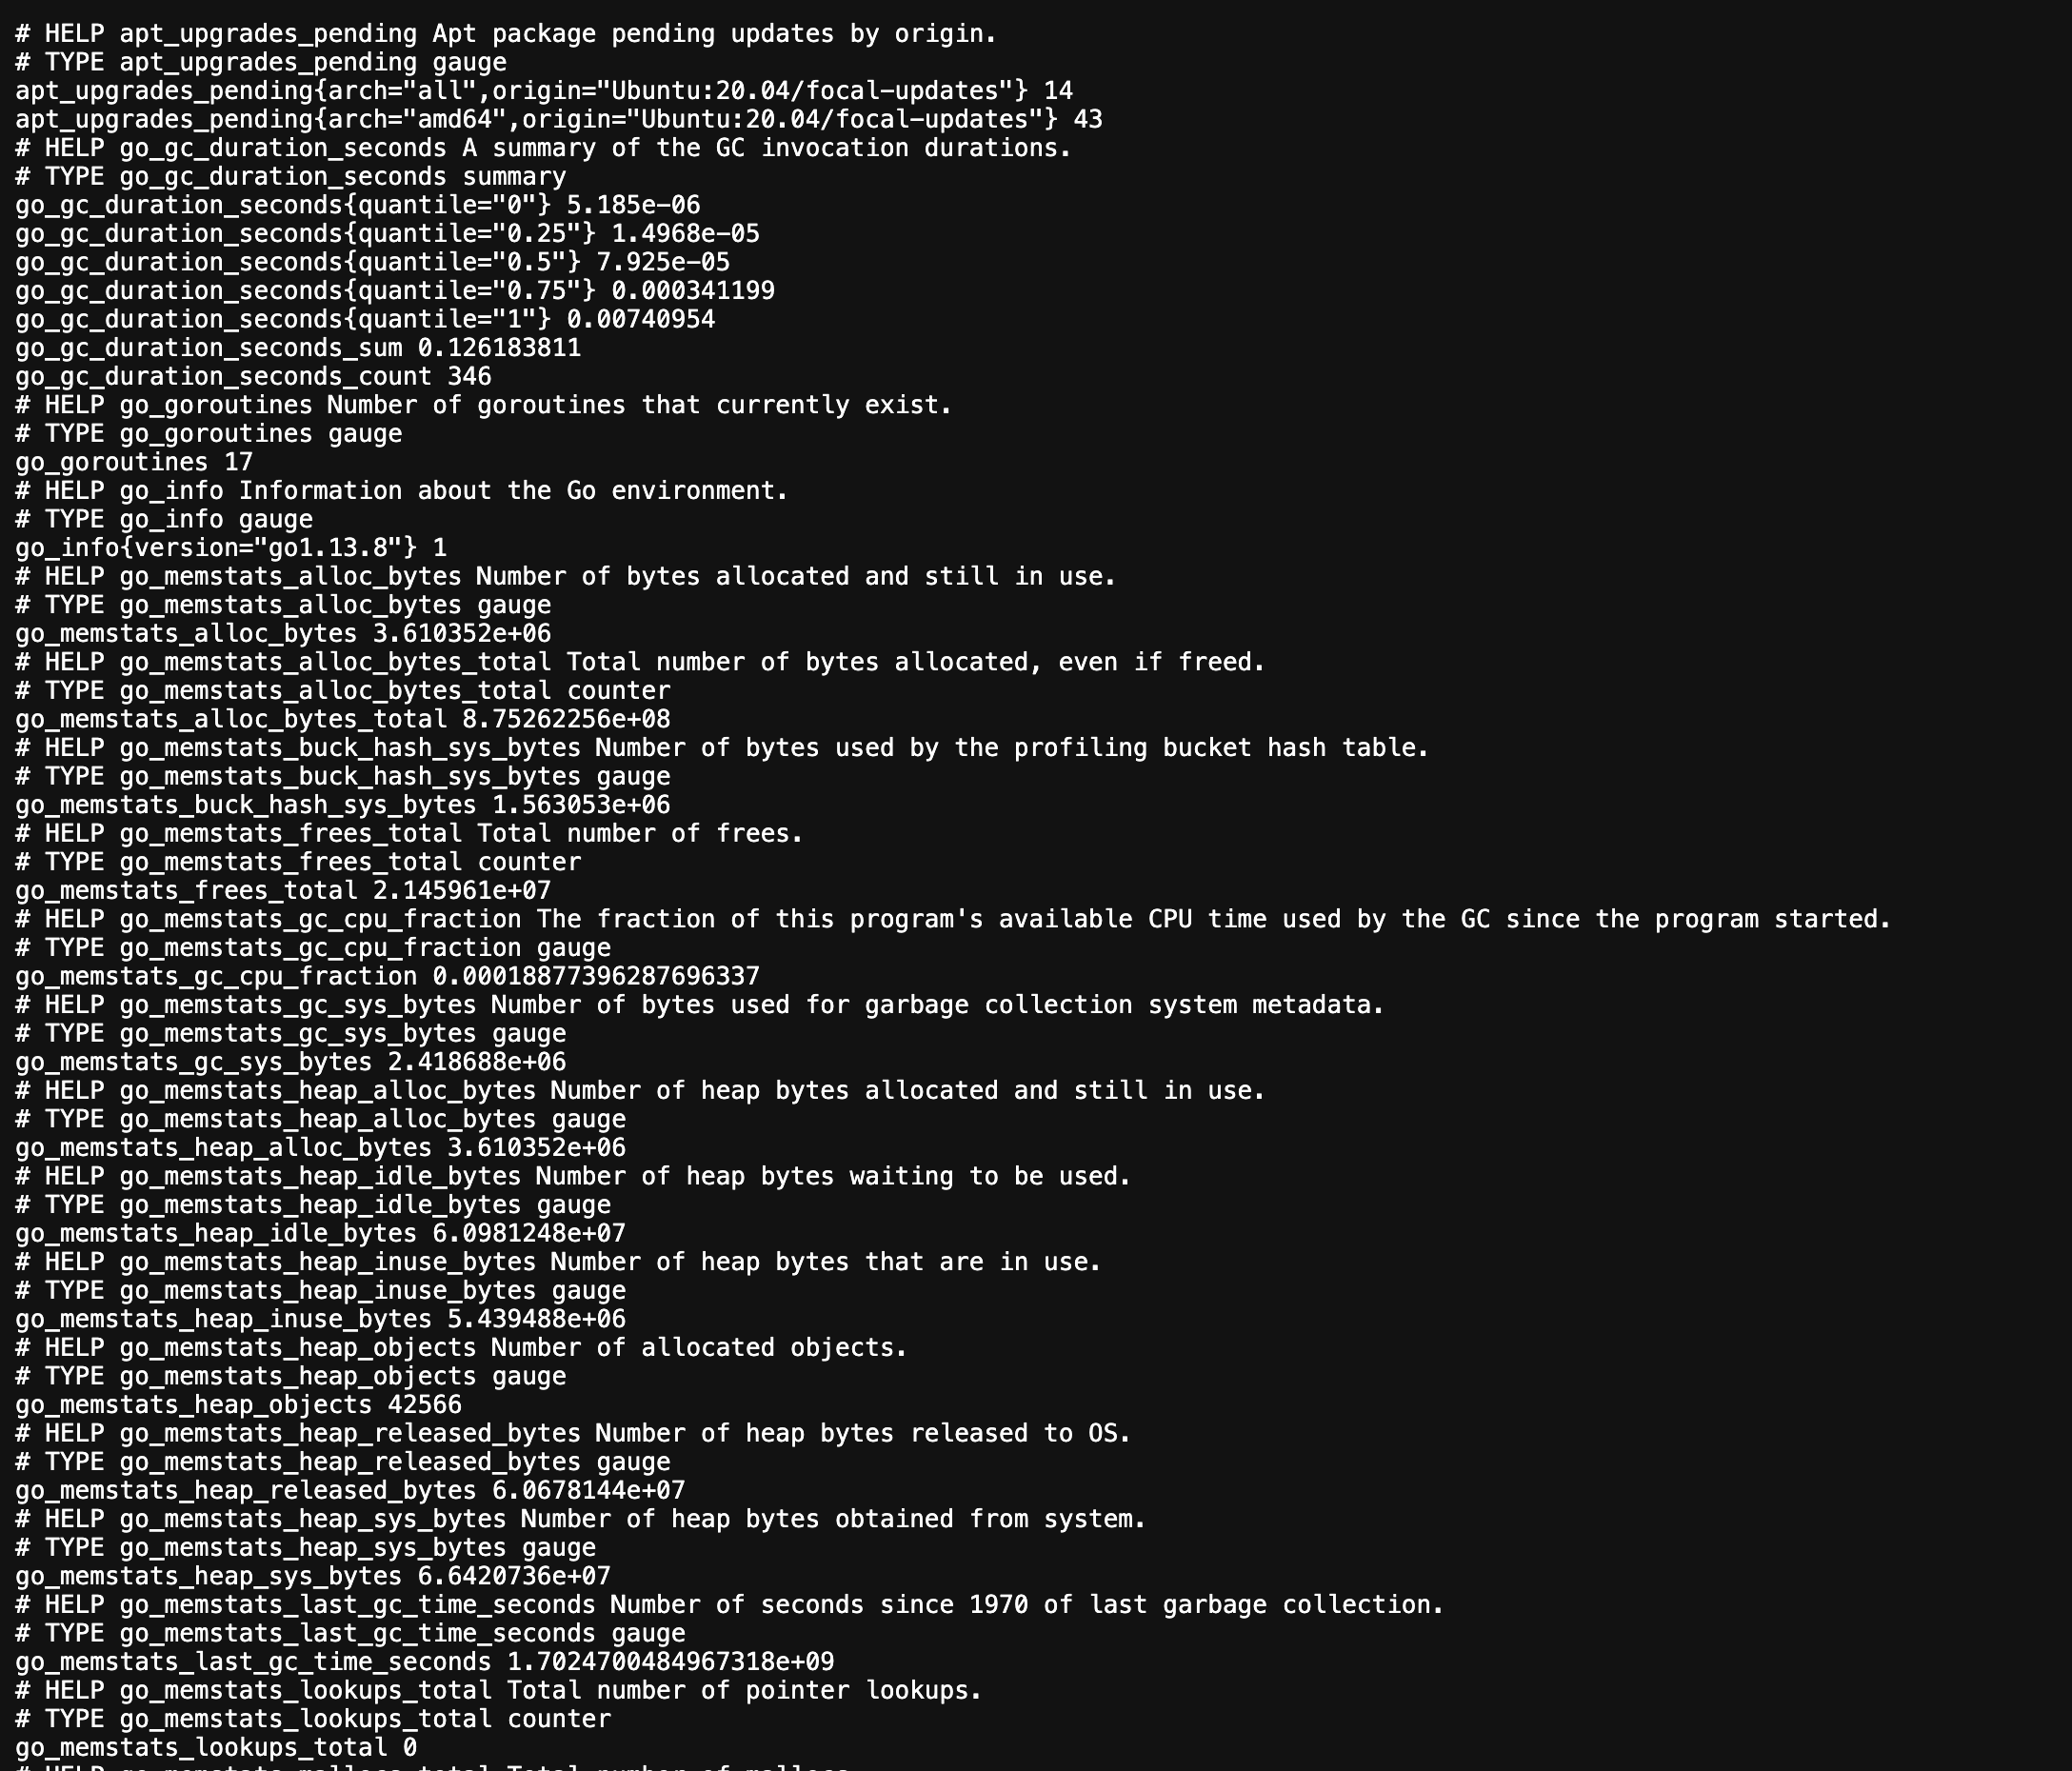 # HELP apt_upgrades_pending Apt package pending updates by origin.
# TYPE apt_upgrades_pending gauge
apt_upgrades_pending{arch="all",origin="Ubuntu:20.04/focal-updates"} 14
apt_upgrades_pending{arch="amd64",origin="Ubuntu:20.04/focal-updates"} 43
# HELP go_gc_duration_seconds A summary of the GC invocation durations.
# TYPE go_gc_duration_seconds summary
go_gc_duration_seconds{quantile="0"} 5.185e-06
go_gc_duration_seconds{quantile="0.25"} 1.4968e-05
go_gc_duration_seconds{quantile="0.5"} 7.925e-05
go_gc_duration_seconds{quantile="0.75"} 0.000341199
go_gc_duration_seconds{quantile="1"} 0.00740954
go_gc_duration_seconds_sum 0.126183811
go_gc_duration_seconds_count 346
# HELP go_goroutines Number of goroutines that currently exist.
# TYPE go_goroutines gauge
go_goroutines 17
# HELP go_info Information about the Go environment.
# TYPE go_info gauge
go_info{version="go1.13.8"} 1
# HELP go_memstats_alloc_bytes Number of bytes allocated and still in use.
# TYPE go_memstats_alloc_bytes gauge
go_memstats_alloc_bytes 3.610352e+06
# HELP go_memstats_alloc_bytes_total Total number of bytes allocated, even if freed.
# TYPE go_memstats_alloc_bytes_total counter
go_memstats_alloc_bytes_total 8.75262256e+08
# HELP go_memstats_buck_hash_sys_bytes Number of bytes used by the profiling bucket hash table.
# TYPE go_memstats_buck_hash_sys_bytes gauge
go_memstats_buck_hash_sys_bytes 1.563053e+06
# HELP go_memstats_frees_total Total number of frees.
# TYPE go_memstats_frees_total counter
go_memstats_frees_total 2.145961e+07
# HELP go_memstats_gc_cpu_fraction The fraction of this program's available CPU time used by the GC since the program started.
# TYPE go_memstats_gc_cpu_fraction gauge
go_memstats_gc_cpu_fraction 0.00018877396287696337
# HELP go_memstats_gc_sys_bytes Number of bytes used for garbage collection system metadata.
# TYPE go_memstats_gc_sys_bytes gauge
go_memstats_gc_sys_bytes 2.418688e+06
# HELP go_memstats_heap_alloc_bytes Number of heap bytes allocated and still in use.
# TYPE go_memstats_heap_alloc_bytes gauge
go_memstats_heap_alloc_bytes 3.610352e+06
# HELP go_memstats_heap_idle_bytes Number of heap bytes waiting to be used.
# TYPE go_memstats_heap_idle_bytes gauge
go_memstats_heap_idle_bytes 6.0981248e+07
# HELP go_memstats_heap_inuse_bytes Number of heap bytes that are in use.
# TYPE go_memstats_heap_inuse_bytes gauge
go_memstats_heap_inuse_bytes 5.439488e+06
# HELP go_memstats_heap_objects Number of allocated objects.
# TYPE go_memstats_heap_objects gauge
go_memstats_heap_objects 42566
# HELP go_memstats_heap_released_bytes Number of heap bytes released to OS.
# TYPE go_memstats_heap_released_bytes gauge
go_memstats_heap_released_bytes 6.0678144e+07
# HELP go_memstats_heap_sys_bytes Number of heap bytes obtained from system.
# TYPE go_memstats_heap_sys_bytes gauge
go_memstats_heap_sys_bytes 6.6420736e+07
# HELP go_memstats_last_gc_time_seconds Number of seconds since 1970 of last garbage collection.
# TYPE go_memstats_last_gc_time_seconds gauge
go_memstats_last_gc_time_seconds 1.7024700484967318e+09
# HELP go_memstats_lookups_total Total number of pointer lookups.
# TYPE go_memstats_lookups_total counter
go_memstats_lookups_total 0